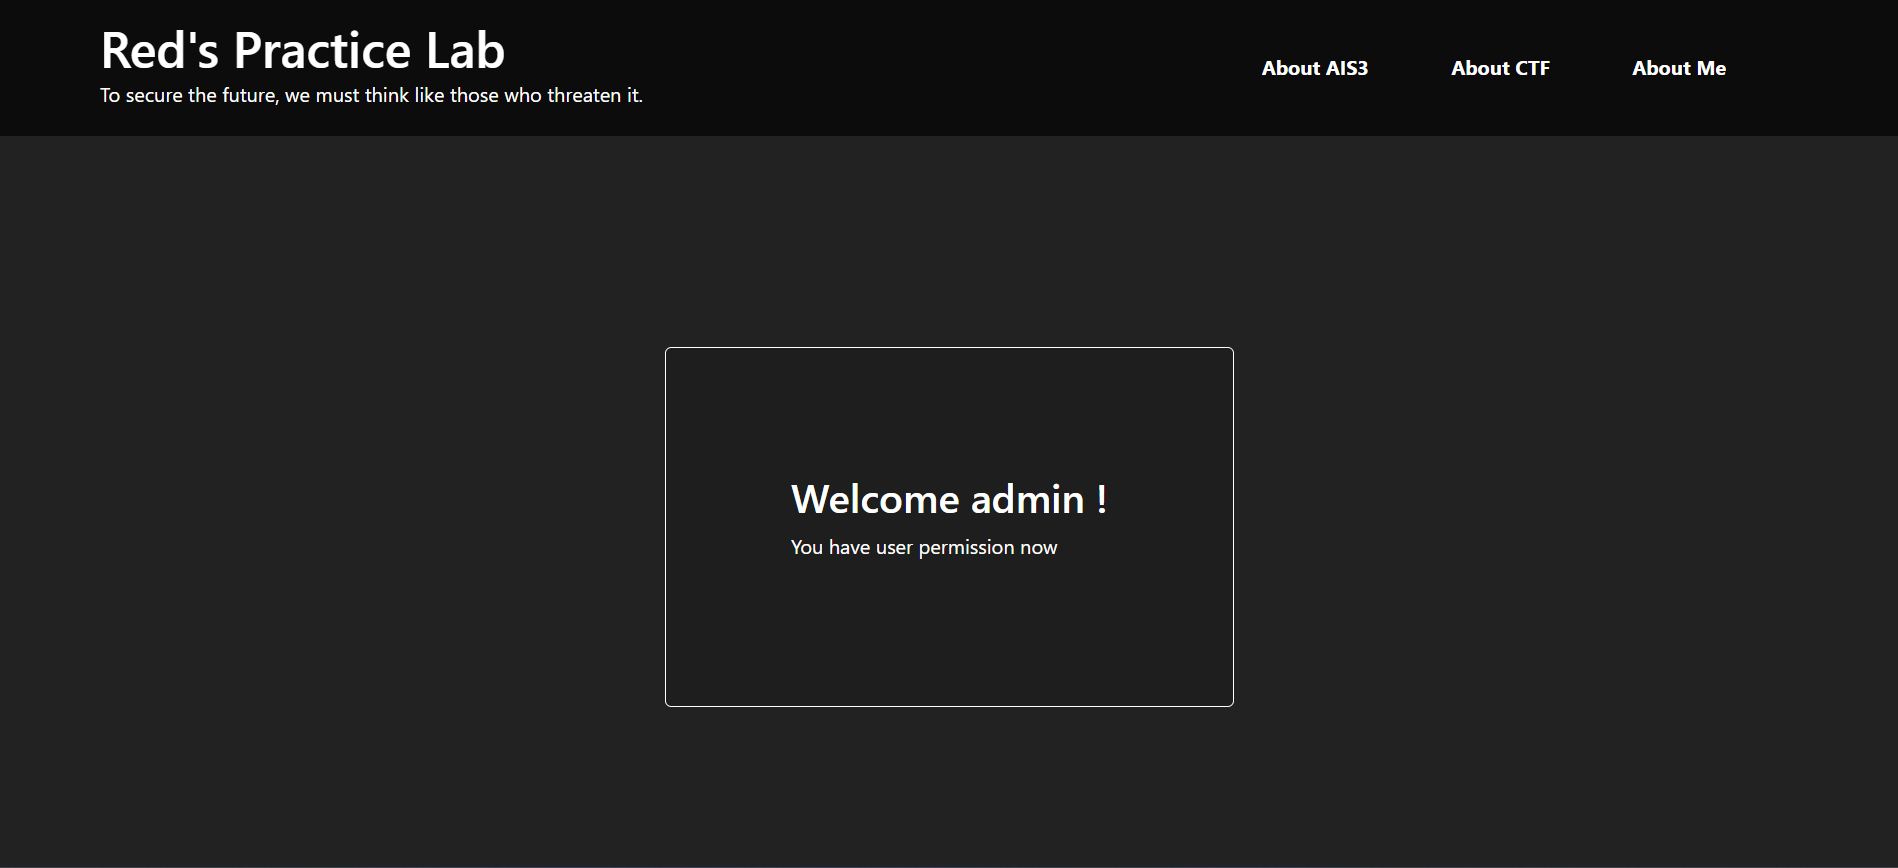 Red's Practice Lab
To secure the future, we must think like those who threaten it.
About AIS3 About CTF About Me
Welcome admin !
You have user permission now